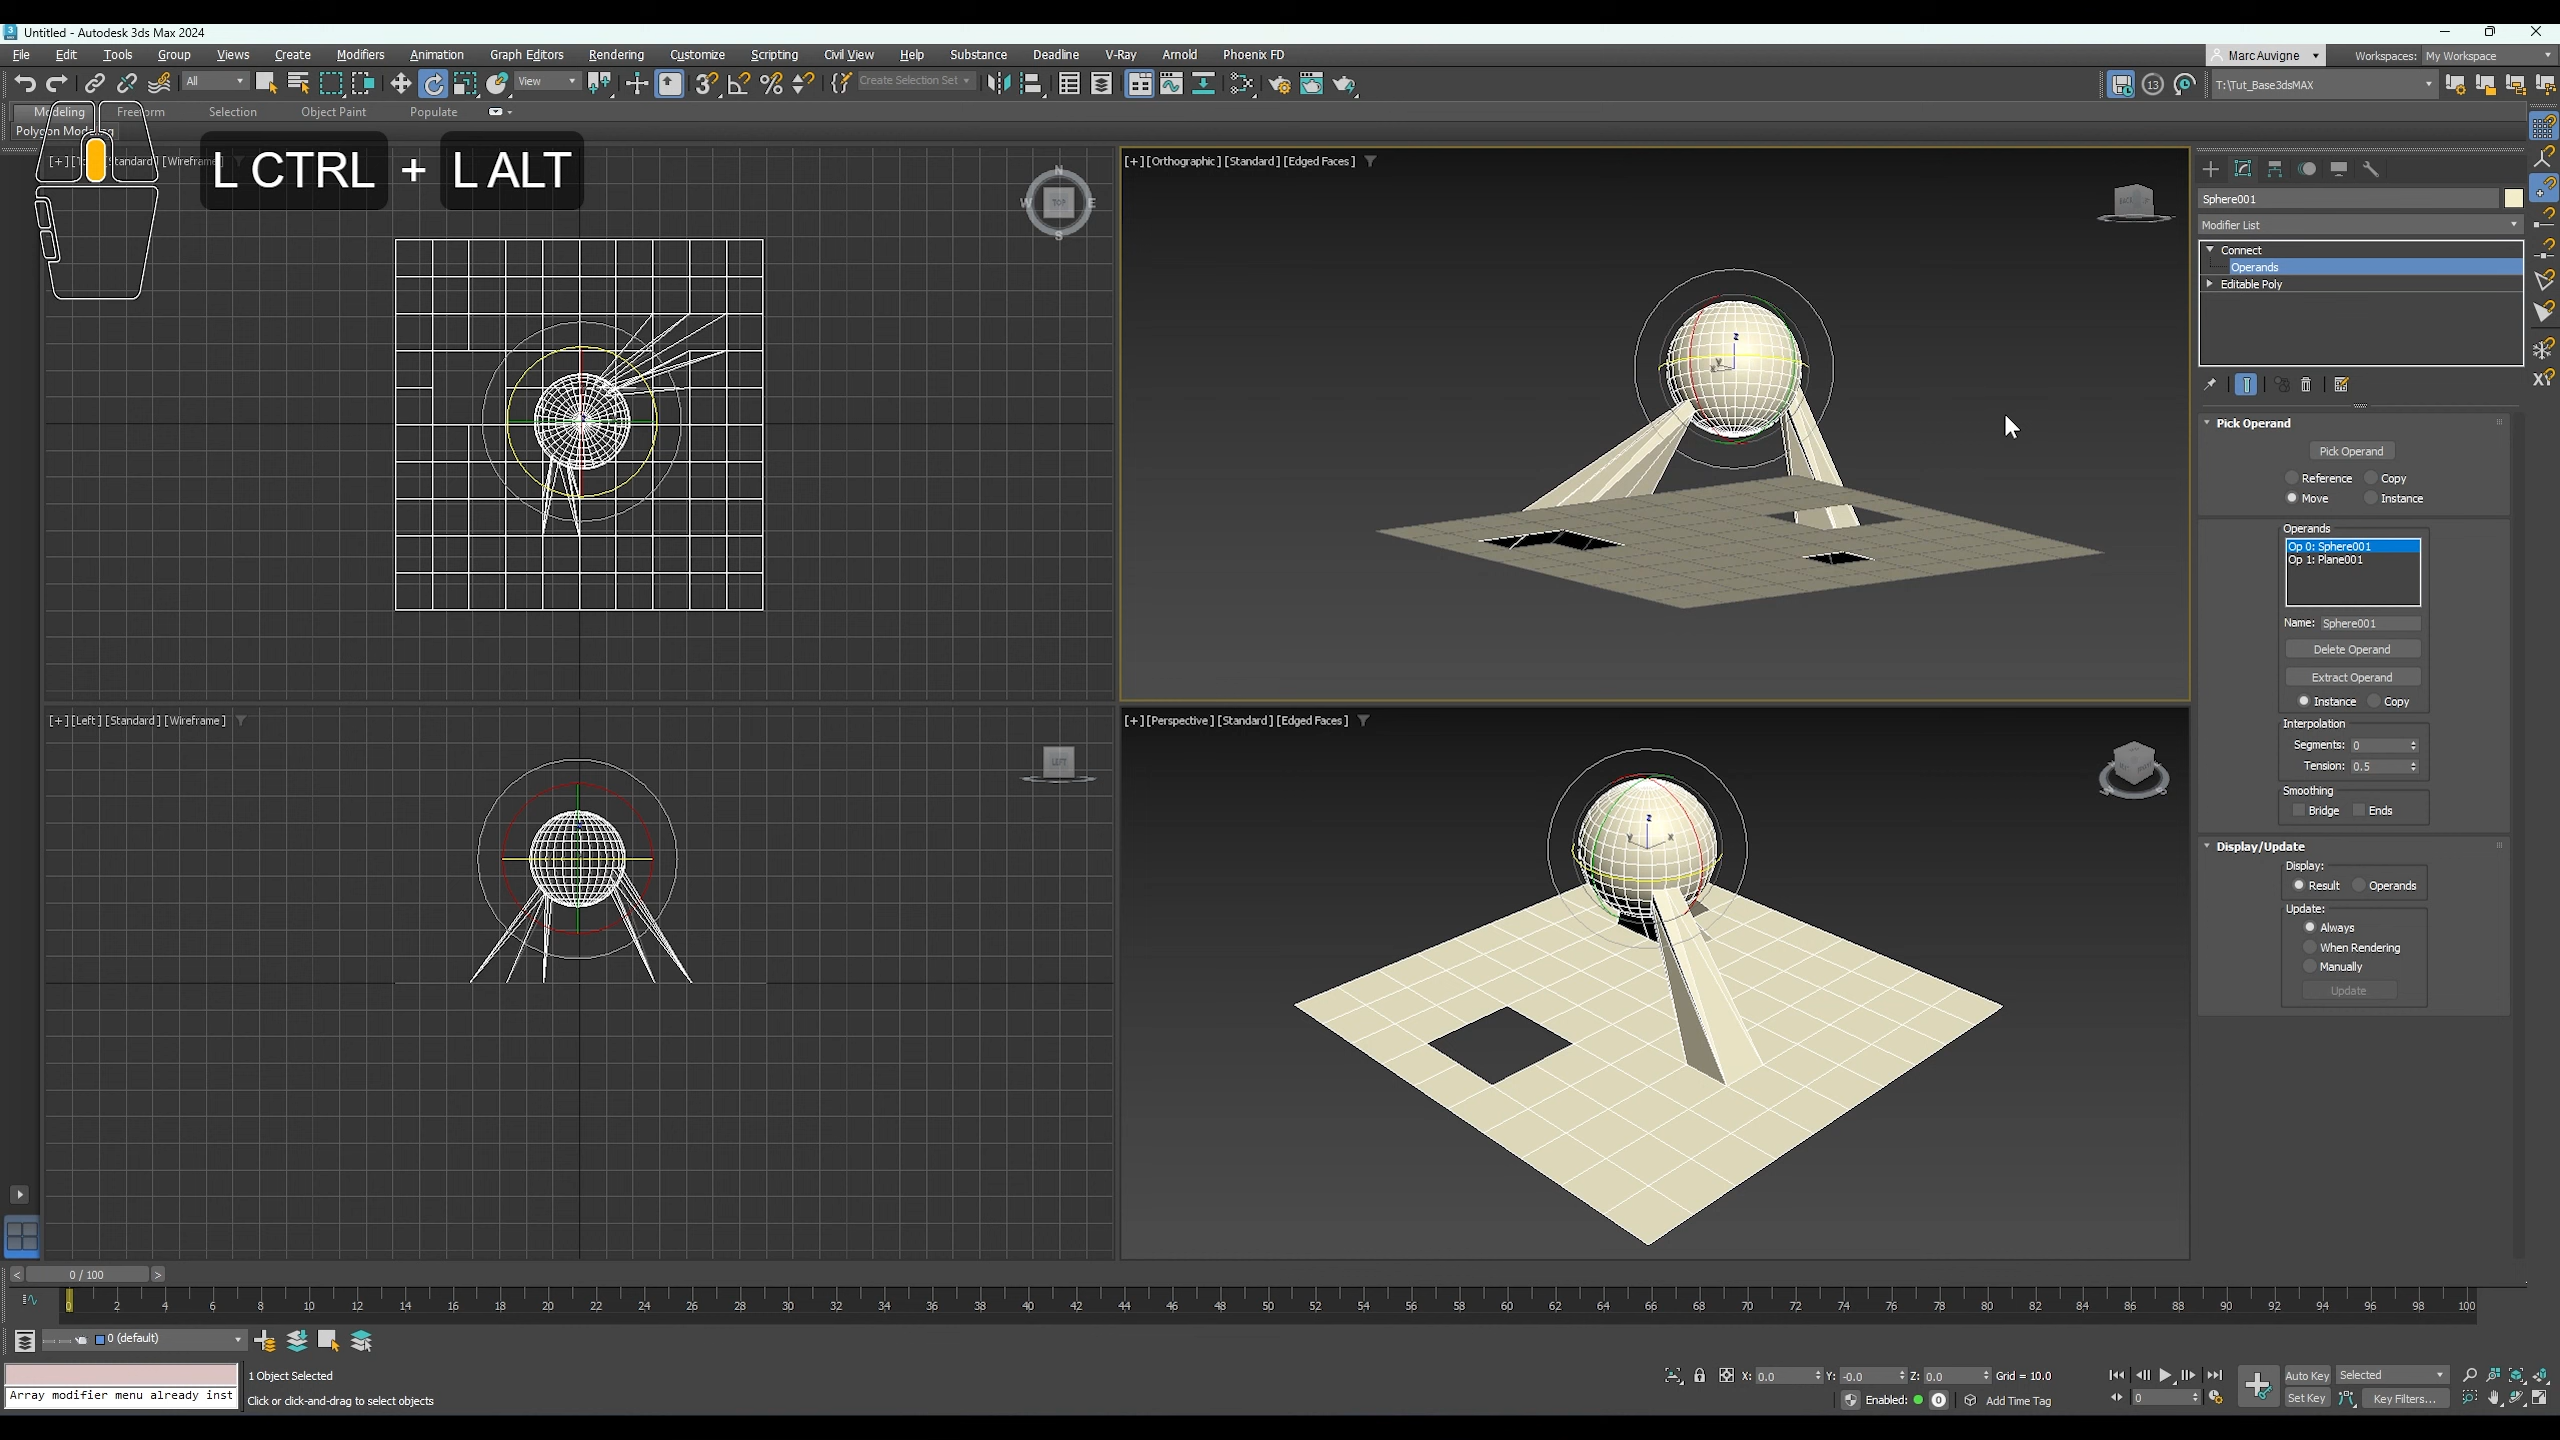 Untitled - Autodesk 3ds Max 2024
File Edit Tools Group Views Create Modifiers Animation Graph Editors Rendering Customize Scripting Civil View Help Substance Deadline V-Ray Arnold Phoenix FD
Marc Auvigne
Workspaces: My Workspace
All
View
Create Selection Set
13
T:\Tut_Base3dsMAX
Modeling Freeform Selection Object Paint Populate
Polygon
L CTRL + L ALT
[+] [Standard] [Wireframe
N
W TOP E
S
[+] [Orthographic] [Standard] [Edged Faces]
Sphere001
Modifier List
Connect
Operands
Editable Poly
XY
Pick Operand
Pick Operand
Reference Copy
Move Instance
Operands
Op 0: Sphere001
Op 1: Plane001
Name: Sphere001
Delete Operand
Extract Operand
Instance Copy
Interpolation
Segments: 0
Tension: 0.5
Smoothing
Bridge Ends
Display/Update
Display:
Result Operands
Update:
Always
When Rendering
Manually
Update
[+] [Left] [Standard] [Wireframe]
LEFT
[+] [Perspective] [Standard] [Edged Faces]
< 0 / 100 >
0 2 4 6 8 10 12 14 16 18 20 22 24 26 28 30 32 34 36 38 40 42 44 46 48 50 52 54 56 58 60 62 64 66 68 70 72 74 76 78 80 82 84 86 88 90 92 94 96 98 100
0 (default)
1 Object Selected
Array modifier menu already inst
Click or click-and-drag to select objects
X: 0.0 Y: -0.0 Z: 0.0 Grid = 10.0
Enabled: 0 Add Time Tag
0
Auto Key Selected
Set Key Key Filters...